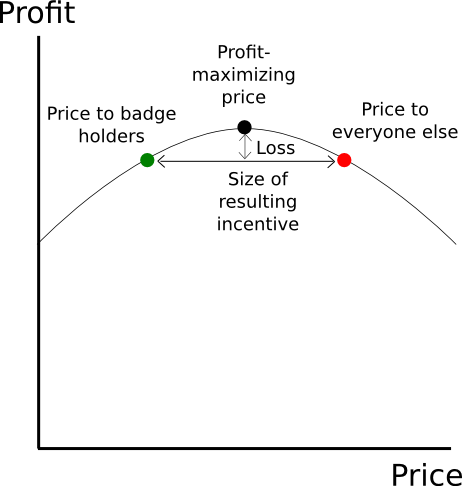 Profit
Profit-
maximizing
price
Price to badge
holders
Price to
everyone else
Loss
Size of
resulting
incentive
Price